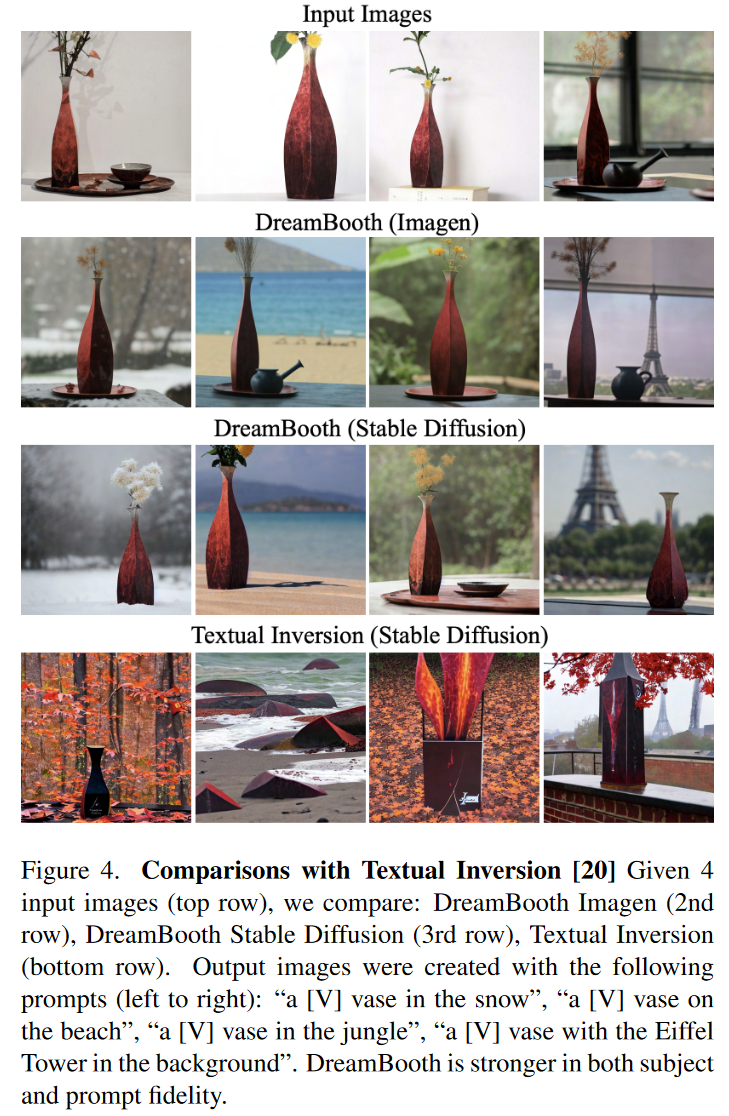 Input Images
DreamBooth (Imagen)
DreamBooth (Stable Diffusion)
Textual Inversion (Stable Diffusion)
Figure 4. Comparisons with Textual Inversion [20] Given 4
input images (top row), we compare: DreamBooth Imagen (2nd
row), DreamBooth Stable Diffusion (3rd row), Textual Inversion
(bottom row). Output images were created with the following
prompts (left to right): “a [V] vase in the snow”, “a [V] vase on
the beach”, “a [V] vase in the jungle”, “a [V] vase with the Eiffel
Tower in the background”. DreamBooth is stronger in both subject
and prompt fidelity.